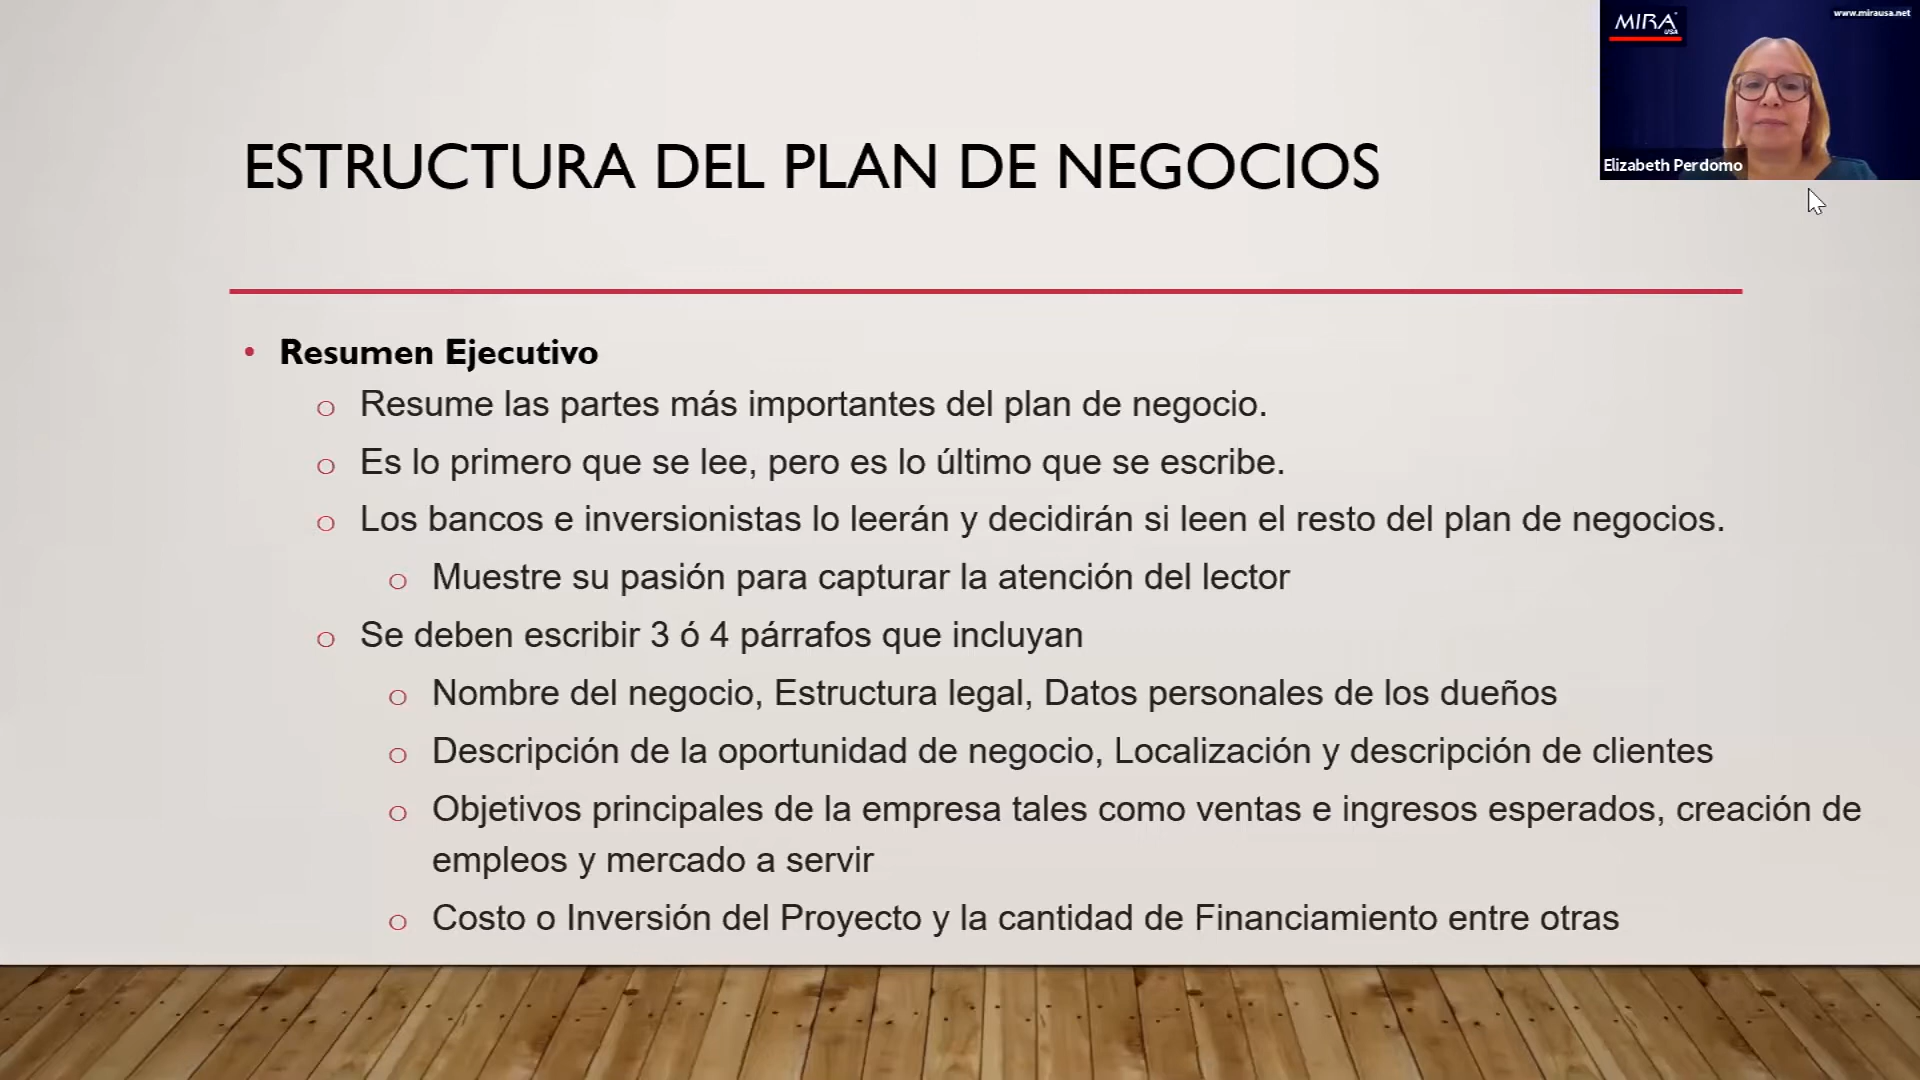 MIRA
USA
www.mirausa.net
Elizabeth Perdomo
ESTRUCTURA DEL PLAN DE NEGOCIOS
• Resumen Ejecutivo
o Resume las partes más importantes del plan de negocio.
o Es lo primero que se lee, pero es lo último que se escribe.
o Los bancos e inversionistas lo leerán y decidirán si leen el resto del plan de negocios.
o Muestre su pasión para capturar la atención del lector
o Se deben escribir 3 ó 4 párrafos que incluyan
o Nombre del negocio, Estructura legal, Datos personales de los dueños
o Descripción de la oportunidad de negocio, Localización y descripción de clientes
o Objetivos principales de la empresa tales como ventas e ingresos esperados, creación de
empleos y mercado a servir
o Costo o Inversión del Proyecto y la cantidad de Financiamiento entre otras